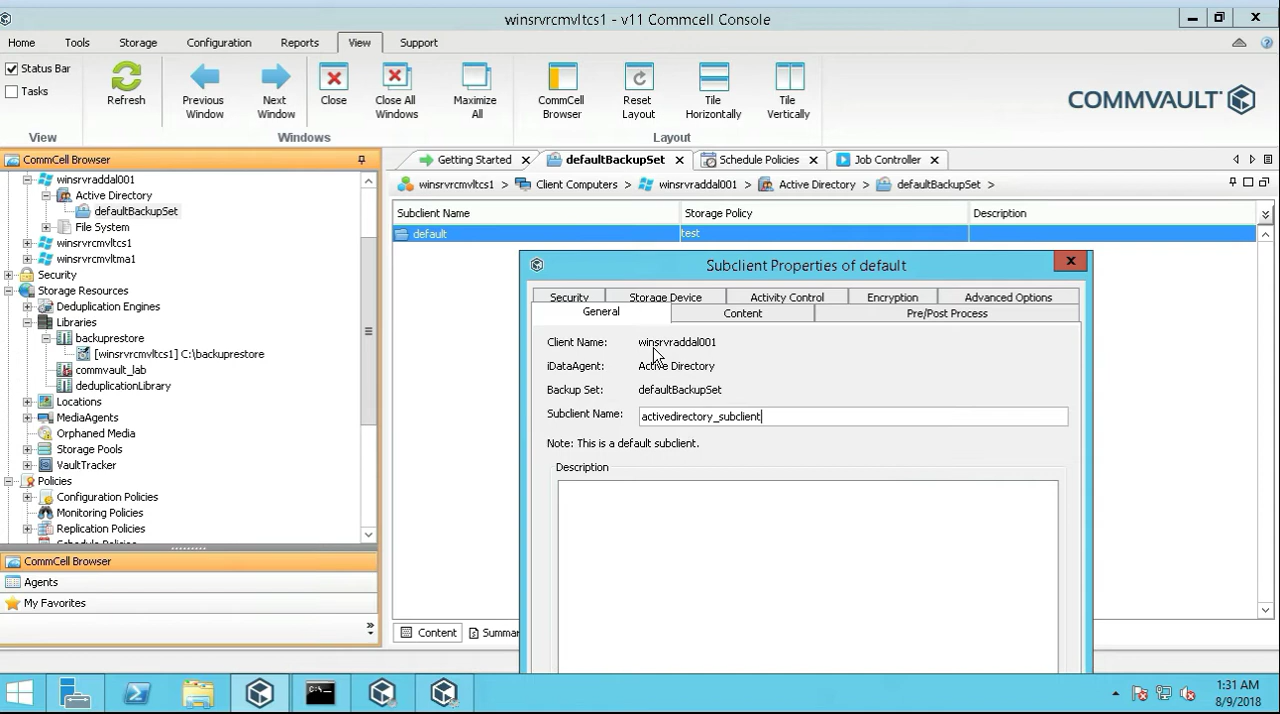 winsrvrcmvltcs1 - v11 Commcell Console
Home Tools Storage Configuration Reports View Support
Status Bar
Tasks
Refresh
Previous Window
Next Window
Close
Close All Windows
Maximize All
CommCell Browser
Reset Layout
Tile Horizontally
Tile Vertically
COMMVAULT
View Windows Layout
CommCell Browser
Getting Started defaultBackupSet Schedule Policies Job Controller
winsrvrcmvltcs1 > Client Computers > winsrvraddal001 > Active Directory > defaultBackupSet >
Subclient Name Storage Policy Description
default test
winsrvraddal001
Active Directory
defaultBackupSet
File System
winsrvrcmvltcs1
winsrvrcmvltma1
Security
Storage Resources
Deduplication Engines
Libraries
backuprestore
[winsrvrcmvltcs1] C:\backuprestore
commvault_lab
deduplicationLibrary
Locations
MediaAgents
Orphaned Media
Storage Pools
VaultTracker
Policies
Configuration Policies
Monitoring Policies
Replication Policies
CommCell Browser
Agents
My Favorites
Subclient Properties of default
Security Storage Device Activity Control Encryption Advanced Options
General Content Pre/Post Process
Client Name: winsrvraddal001
iDataAgent: Active Directory
Backup Set: defaultBackupSet
Subclient Name: activedirectory_subclient
Note: This is a default subclient.
Description
Content
1:31 AM
8/9/2018